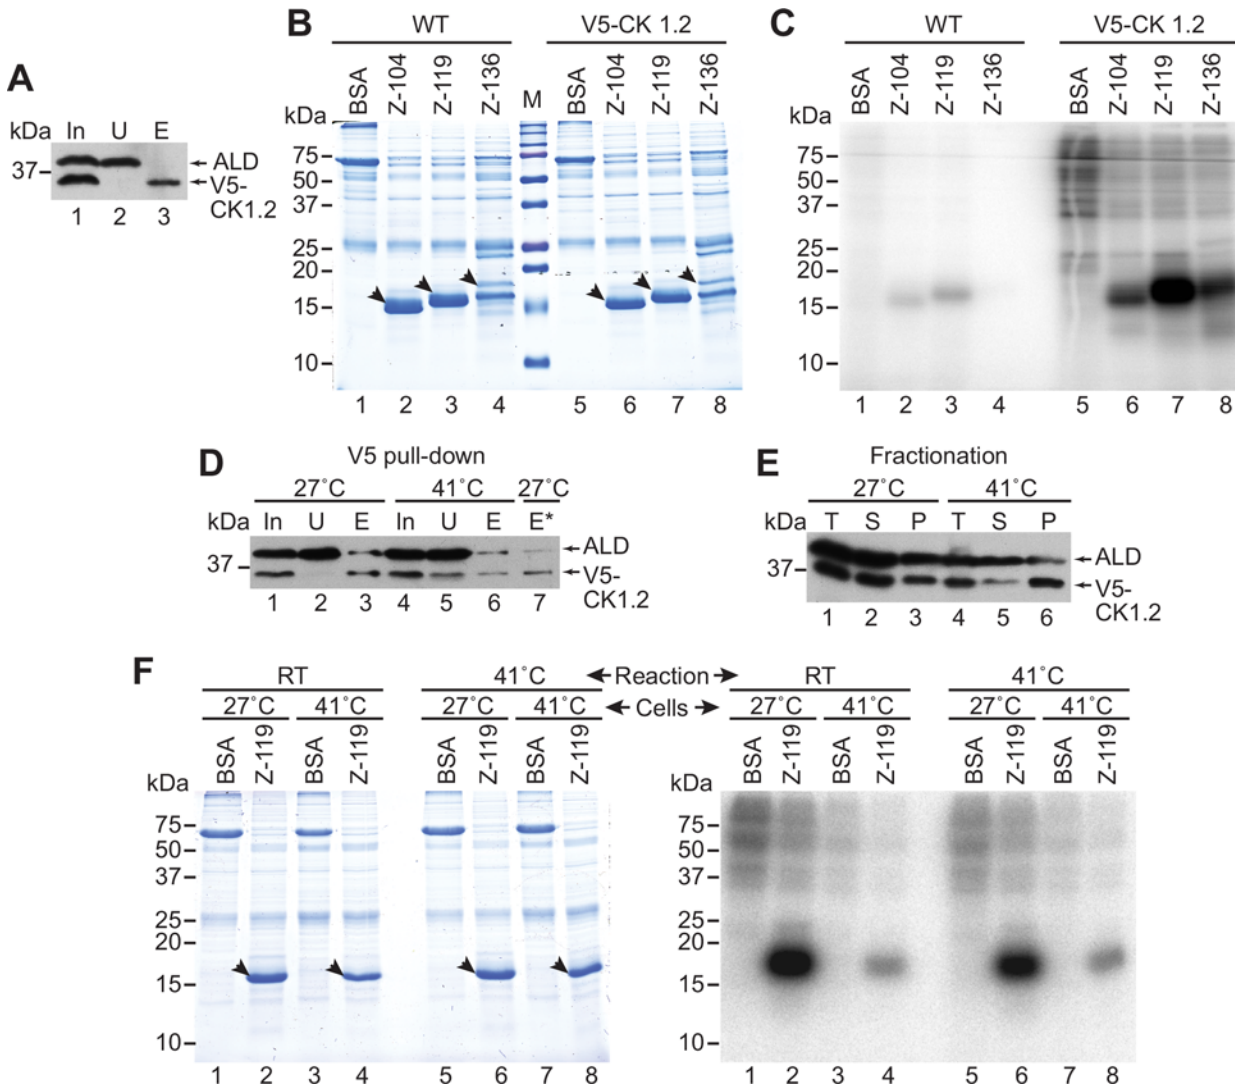 A
kDa In U E
37
ALD
V5-
CK1.2
1 2 3
B
WT V5-CK 1.2
BSA Z-104 Z-119 Z-136 M BSA Z-104 Z-119 Z-136
kDa
75
50
37
25
20
15
10
1 2 3 4 5 6 7 8
C
WT V5-CK 1.2
BSA Z-104 Z-119 Z-136 BSA Z-104 Z-119 Z-136
kDa
75
50
37
25
20
15
10
1 2 3 4 5 6 7 8
D
V5 pull-down
27°C 41°C 27°C
kDa In U E In U E E*
37
ALD
V5-
CK1.2
1 2 3 4 5 6 7
E
Fractionation
27°C 41°C
kDa T S P T S P
37
ALD
V5-
CK1.2
1 2 3 4 5 6
F
RT 41°C Reaction RT 41°C
27°C 41°C 27°C 41°C Cells 27°C 41°C 27°C 41°C
BSA Z-119 BSA Z-119 BSA Z-119 BSA Z-119 BSA Z-119 BSA Z-119 BSA Z-119 BSA Z-119
kDa kDa
75 75
50 50
37 37
25 25
20 20
15 15
10 10
1 2 3 4 5 6 7 8 1 2 3 4 5 6 7 8